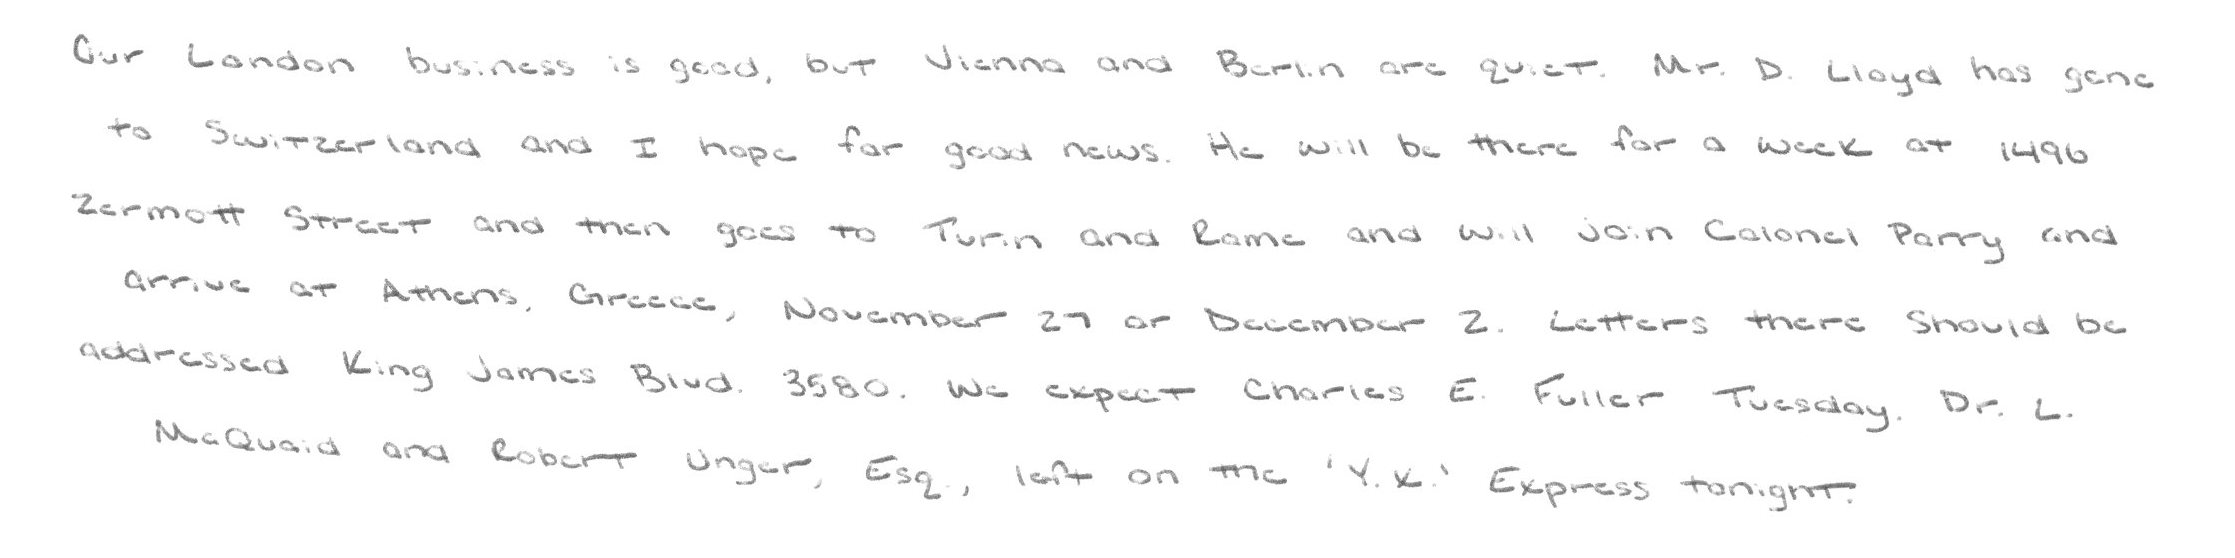 Our London business is good, but Vienna and Berlin are quiet. Mr. D. Lloyd has gone
to Switzerland and I hope for good news. He will be there for a week at 1496
Zermott Street and then goes to Turin and Rome and will join Colonel Parry and
arrive at Athens, Greece, November 27 or December 2. Letters there should be
addressed King James Blvd. 3580. We expect Charles E. Fuller Tuesday. Dr. L.
McQuaid and Robert Unger, Esq., left on the 'Y.X.' Express tonight.